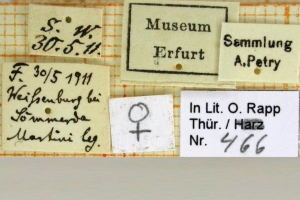 S. W.
30.5.11.
Museum
Erfurt
Sammlung
A. Petry
F. 30/5 1911
Weißenburg bei
Sömmerda
Martini leg.
♀
In Lit. O. Rapp
Thür. / Harz
Nr. 466